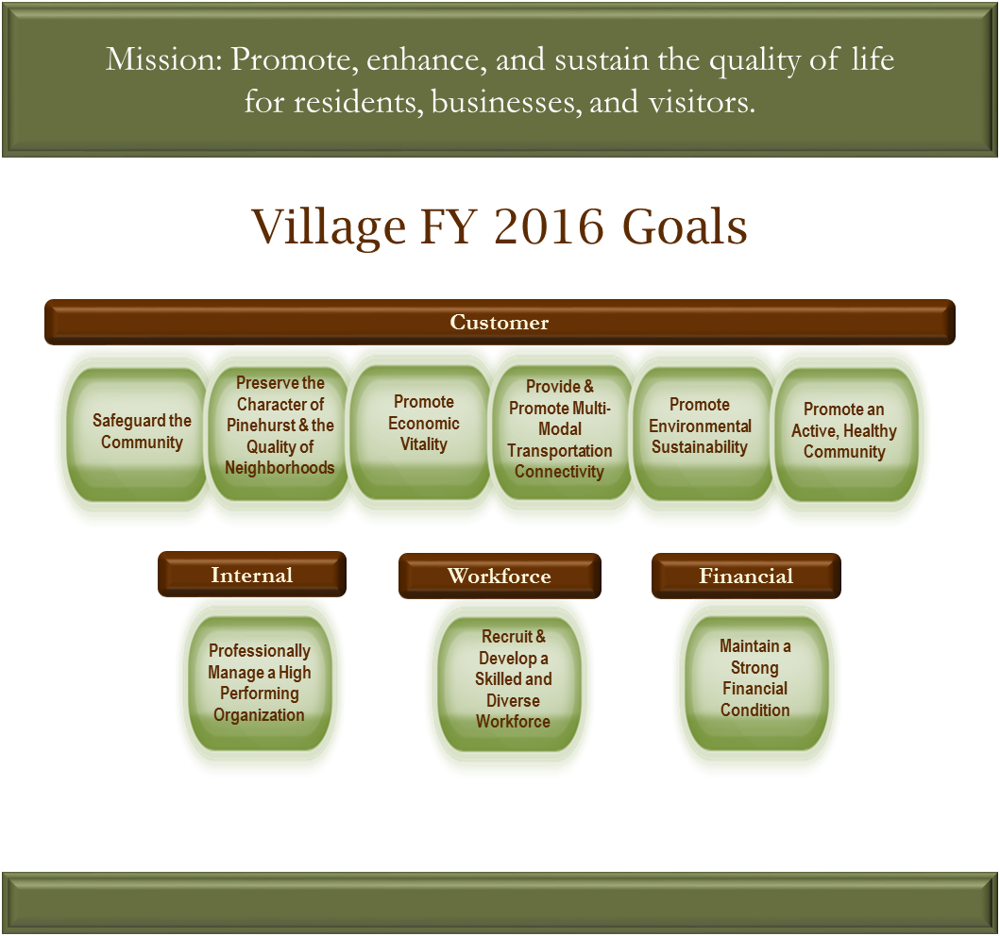 Mission: Promote, enhance, and sustain the quality of life
for residents, businesses, and visitors.
Village FY 2016 Goals
Customer
Safeguard the
Community
Preserve the
Character of
Pinehurst & the
Quality of
Neighborhoods
Promote
Economic
Vitality
Provide &
Promote Multi-
Modal
Transportation
Connectivity
Promote
Environmental
Sustainability
Promote an
Active, Healthy
Community
Internal
Professionally
Manage a High
Performing
Organization
Workforce
Recruit &
Develop a
Skilled and
Diverse
Workforce
Financial
Maintain a
Strong
Financial
Condition